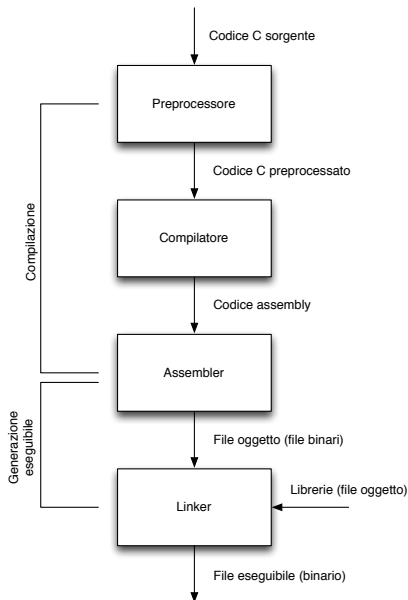 Codice C sorgente
Preprocessore
Codice C preprocessato
Compilazione
Compilatore
Codice assembly
Assembler
Generazione
eseguibile
File oggetto (file binari)
Librerie (file oggetto)
Linker
File eseguibile (binario)